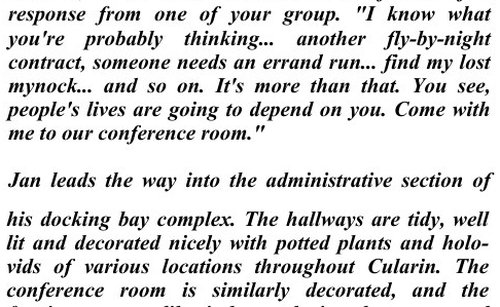 response from one of your group. "I know what
you're probably thinking... another fly-by-night
contract, someone needs an errand run... find my lost
mynock... and so on. It's more than that. You see,
people's lives are going to depend on you. Come with
me to our conference room."
Jan leads the way into the administrative section of
his docking bay complex. The hallways are tidy, well
lit and decorated nicely with potted plants and holo-
vids of various locations throughout Cularin. The
conference room is similarly decorated, and the